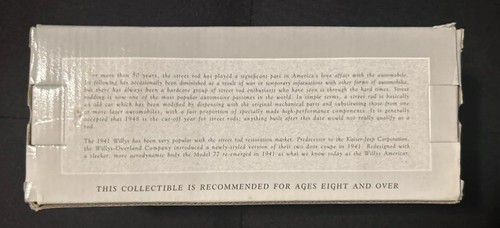 For more than 50 years, the street rod has played a significant part in America's love affair with the automobile.
Its following has occasionally been diminished as a result of war or temporary infatuations with other forms of automobiles,
but there has always been a hardcore group of street rod enthusiasts who have seen it through the hard times. Street
rodding is now one of the most popular automotive pastimes in the world. In simple terms, a street rod is basically
an old car which has been modified by dispensing with the original mechanical parts and substituting those from one
or more later automobiles, with a fair proportion of specially made high-performance components. It is generally
accepted that 1948 is the cut-off year for street rods; anything built after this date would not really qualify as a
rod.
The 1941 Willys has been very popular with the street rod restoration market. Predecessor to the Kaiser-Jeep Corporation,
the Willys-Overland Company introduced a newly-styled version of their two door coupe in 1941. Redesigned with
a sleeker, more aerodynamic body the Model 77 re-emerged in 1941 as what we know today as the Willys Americar.
THIS COLLECTIBLE IS RECOMMENDED FOR AGES EIGHT AND OVER